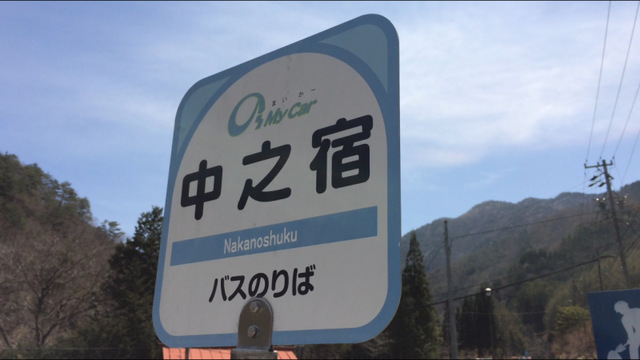 まいかー
O's My Car
中之宿
Nakanoshuku
バスのりば